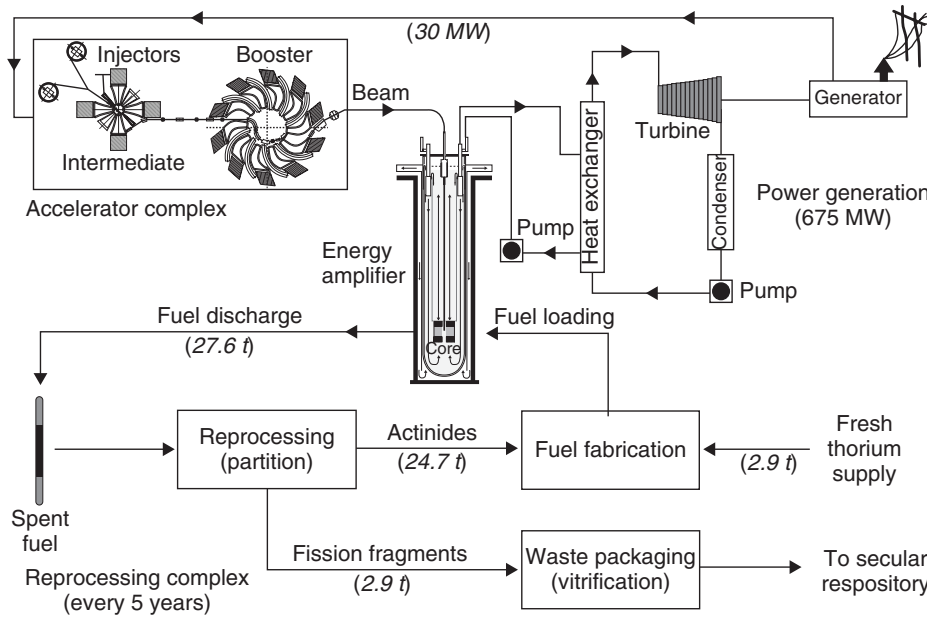 (30 MW)
Injectors
Booster
Beam
Intermediate
Accelerator complex
Turbine
Generator
Heat exchanger
Condenser
Power generation
(675 MW)
Pump
Pump
Energy
amplifier
Core
Fuel discharge
(27.6 t)
Fuel loading
Reprocessing
(partition)
Actinides
(24.7 t)
Fuel fabrication
(2.9 t)
Fresh
thorium
supply
Spent
fuel
Reprocessing complex
(every 5 years)
Fission fragments
(2.9 t)
Waste packaging
(vitrification)
To secular
respository